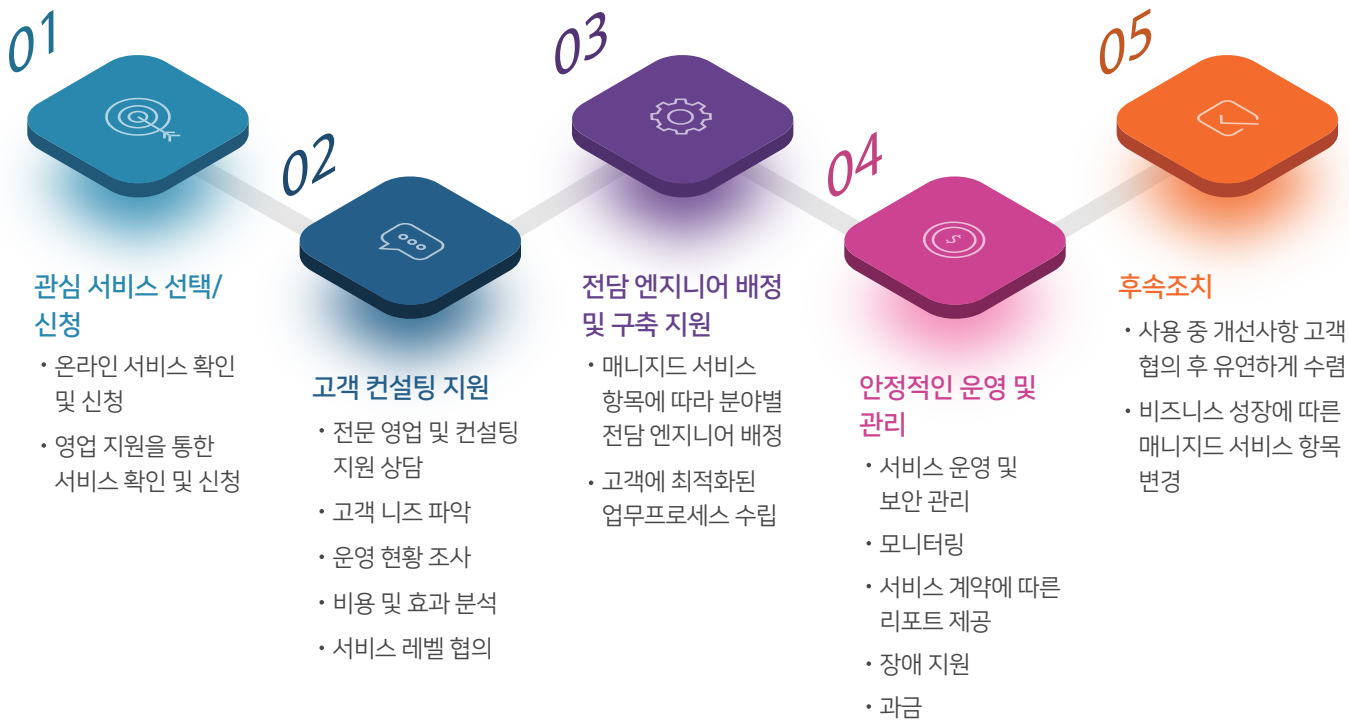 01
관심 서비스 선택/
신청
• 온라인 서비스 확인
및 신청
• 영업 지원을 통한
서비스 확인 및 신청
02
고객 컨설팅 지원
• 전문 영업 및 컨설팅
지원 상담
• 고객 니즈 파악
• 운영 현황 조사
• 비용 및 효과 분석
• 서비스 레벨 협의
03
전담 엔지니어 배정
및 구축 지원
• 매니지드 서비스
항목에 따라 분야별
전담 엔지니어 배정
• 고객에 최적화된
업무프로세스 수립
04
$
안정적인 운영 및
관리
• 서비스 운영 및
보안 관리
• 모니터링
• 서비스 계약에 따른
리포트 제공
• 장애 지원
• 과금
05
후속조치
• 사용 중 개선사항 고객
협의 후 유연하게 수렴
• 비즈니스 성장에 따른
매니지드 서비스 항목
변경